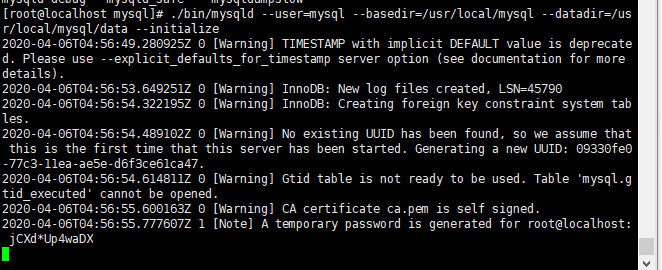 [root@localhost mysql]# ./bin/mysqld --user=mysql --basedir=/usr/local/mysql --datadir=/us
r/local/mysql/data --initialize
2020-04-06T04:56:49.280925Z 0 [Warning] TIMESTAMP with implicit DEFAULT value is deprecate
d. Please use --explicit_defaults_for_timestamp server option (see documentation for more
details).
2020-04-06T04:56:53.649251Z 0 [Warning] InnoDB: New log files created, LSN=45790
2020-04-06T04:56:54.322195Z 0 [Warning] InnoDB: Creating foreign key constraint system tab
les.
2020-04-06T04:56:54.489102Z 0 [Warning] No existing UUID has been found, so we assume that
this is the first time that this server has been started. Generating a new UUID: 09330fe0
-77c3-11ea-ae5e-d6f3ce61ca47.
2020-04-06T04:56:54.614811Z 0 [Warning] Gtid table is not ready to be used. Table 'mysql.g
tid_executed' cannot be opened.
2020-04-06T04:56:55.600163Z 0 [Warning] CA certificate ca.pem is self signed.
2020-04-06T04:56:55.777607Z 1 [Note] A temporary password is generated for root@localhost:
jCXd*Up4waDX